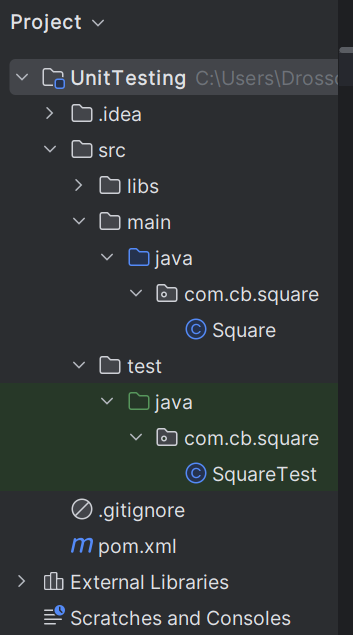 Project
UnitTesting C:\Users\Dross
.idea
src
libs
main
java
com.cb.square
C Square
test
java
com.cb.square
C SquareTest
.gitignore
m pom.xml
External Libraries
Scratches and Consoles